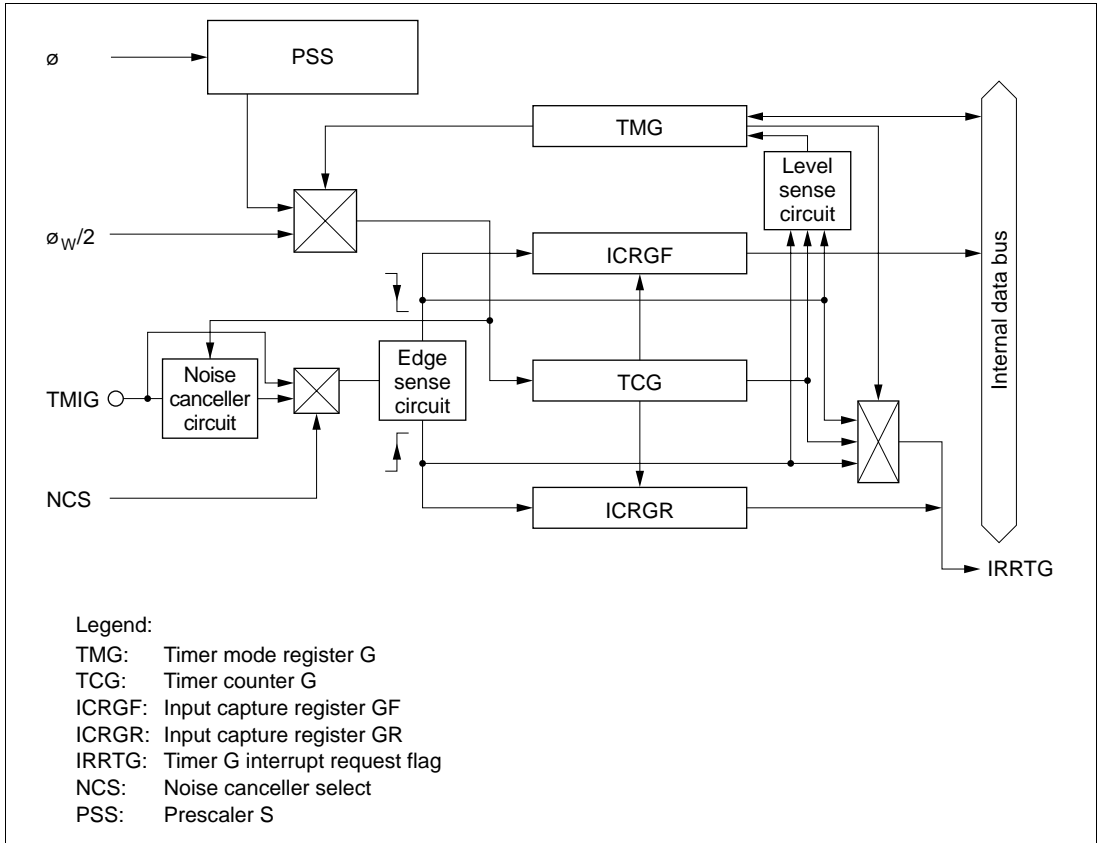 ø
PSS
TMG
Level
sense
circuit
ø W/2
ICRGF
Internal data bus
Noise
canceller
circuit
Edge
sense
circuit
TCG
TMIG
NCS
ICRGR
IRRTG
Legend:
TMG: Timer mode register G
TCG: Timer counter G
ICRGF: Input capture register GF
ICRGR: Input capture register GR
IRRTG: Timer G interrupt request flag
NCS: Noise canceller select
PSS: Prescaler S